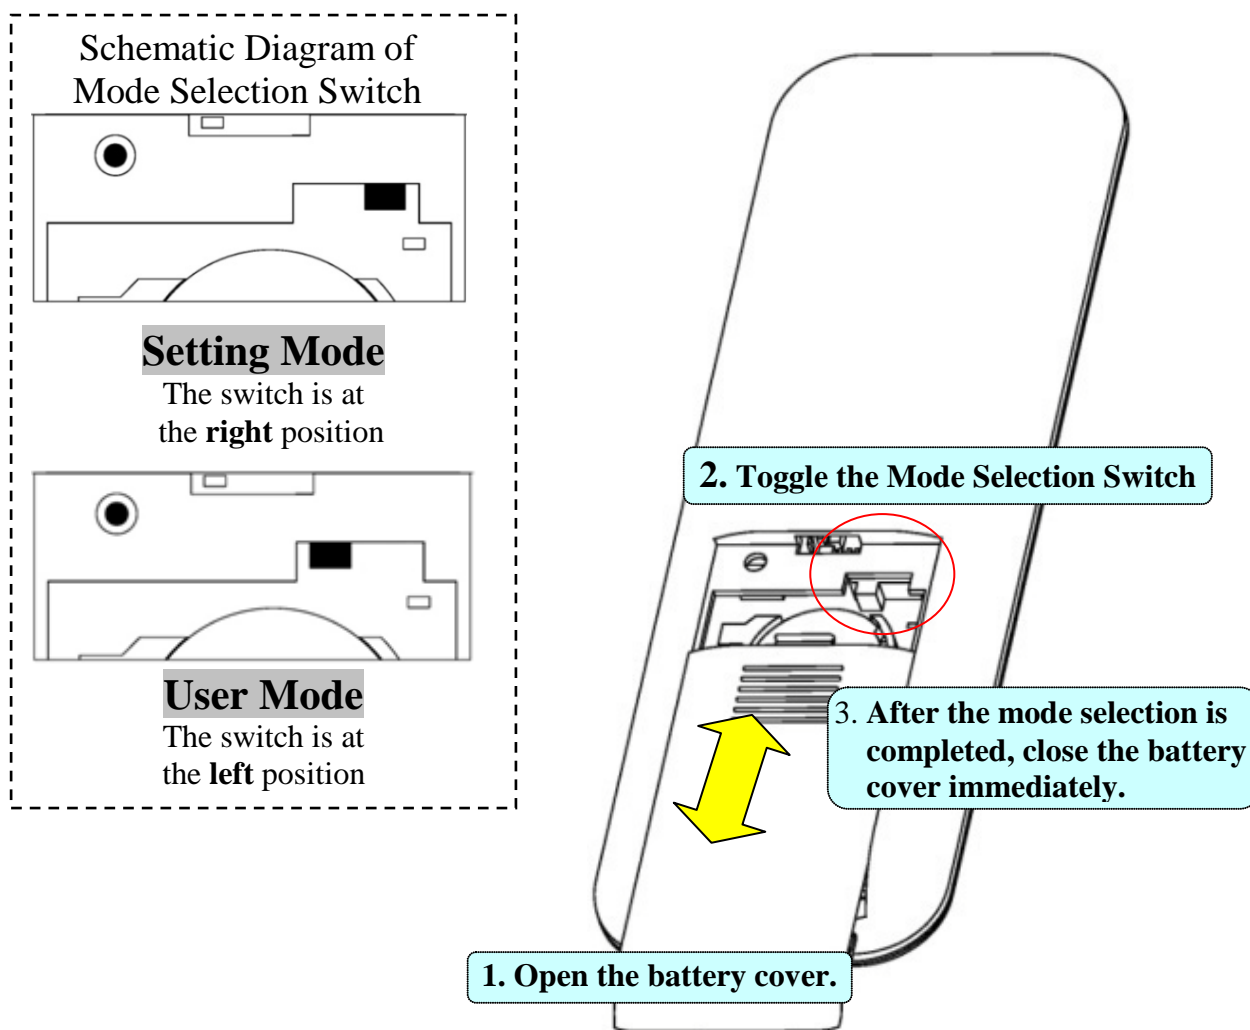 Schematic Diagram of
Mode Selection Switch
Setting Mode
The switch is at
the right position
User Mode
The switch is at
the left position
2. Toggle the Mode Selection Switch
3. After the mode selection is
completed, close the battery
cover immediately.
1. Open the battery cover.